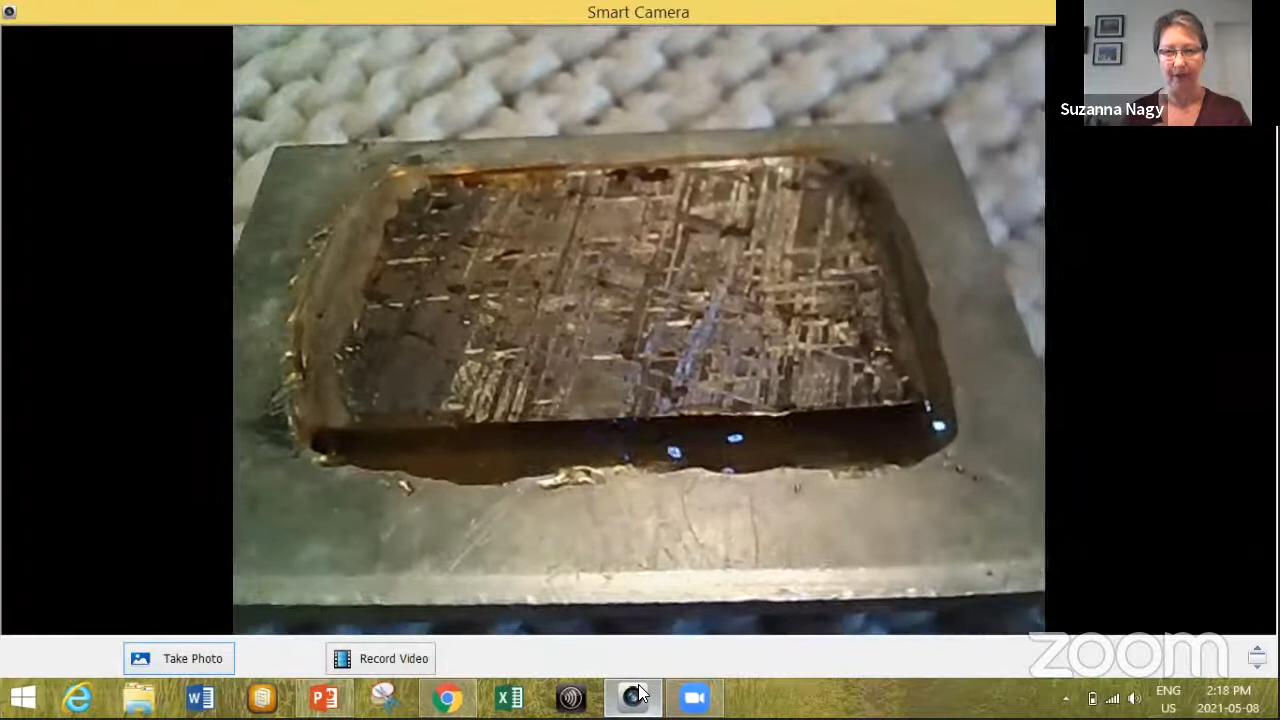 Smart Camera
Suzanna Nagy
Take Photo
Record Video
zoom
ENG
US
2:18 PM
2021-05-08